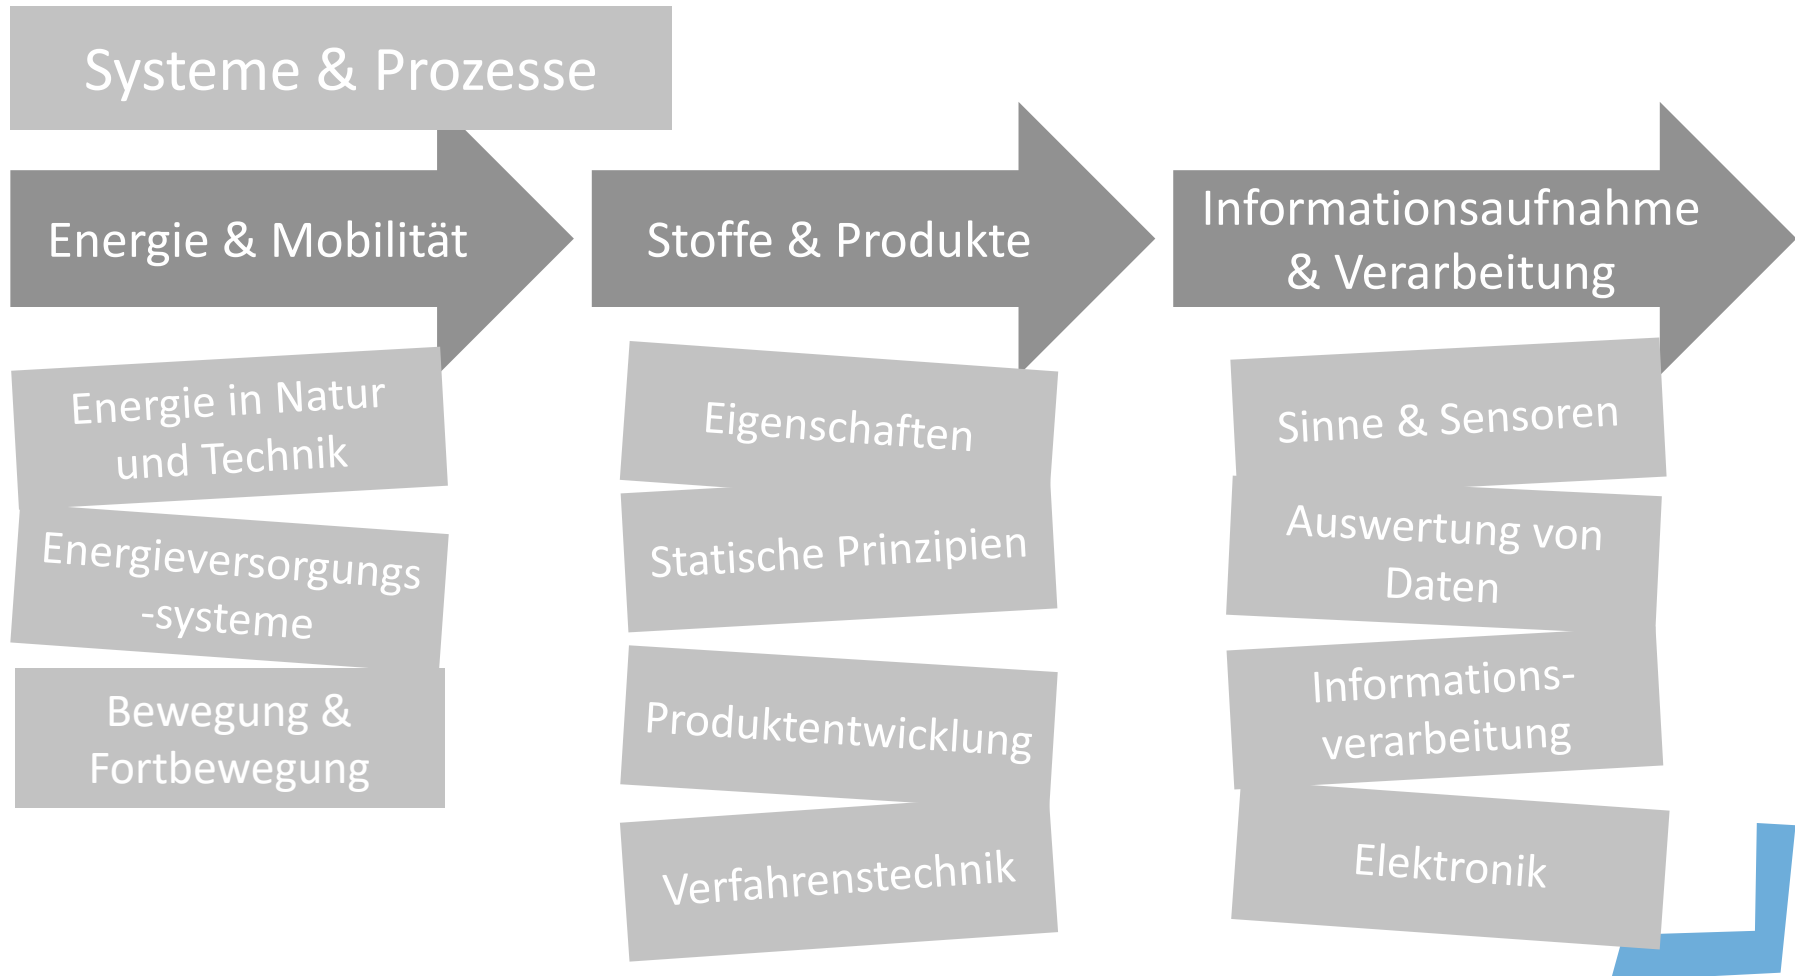 Systeme & Prozesse
Energie & Mobilität
Stoffe & Produkte
Informationsaufnahme
& Verarbeitung
Energie in Natur
und Technik
Energieversorgungs
-systeme
Bewegung &
Fortbewegung
Eigenschaften
Statische Prinzipien
Produktentwicklung
Verfahrenstechnik
Sinne & Sensoren
Auswertung von
Daten
Informations-
verarbeitung
Elektronik